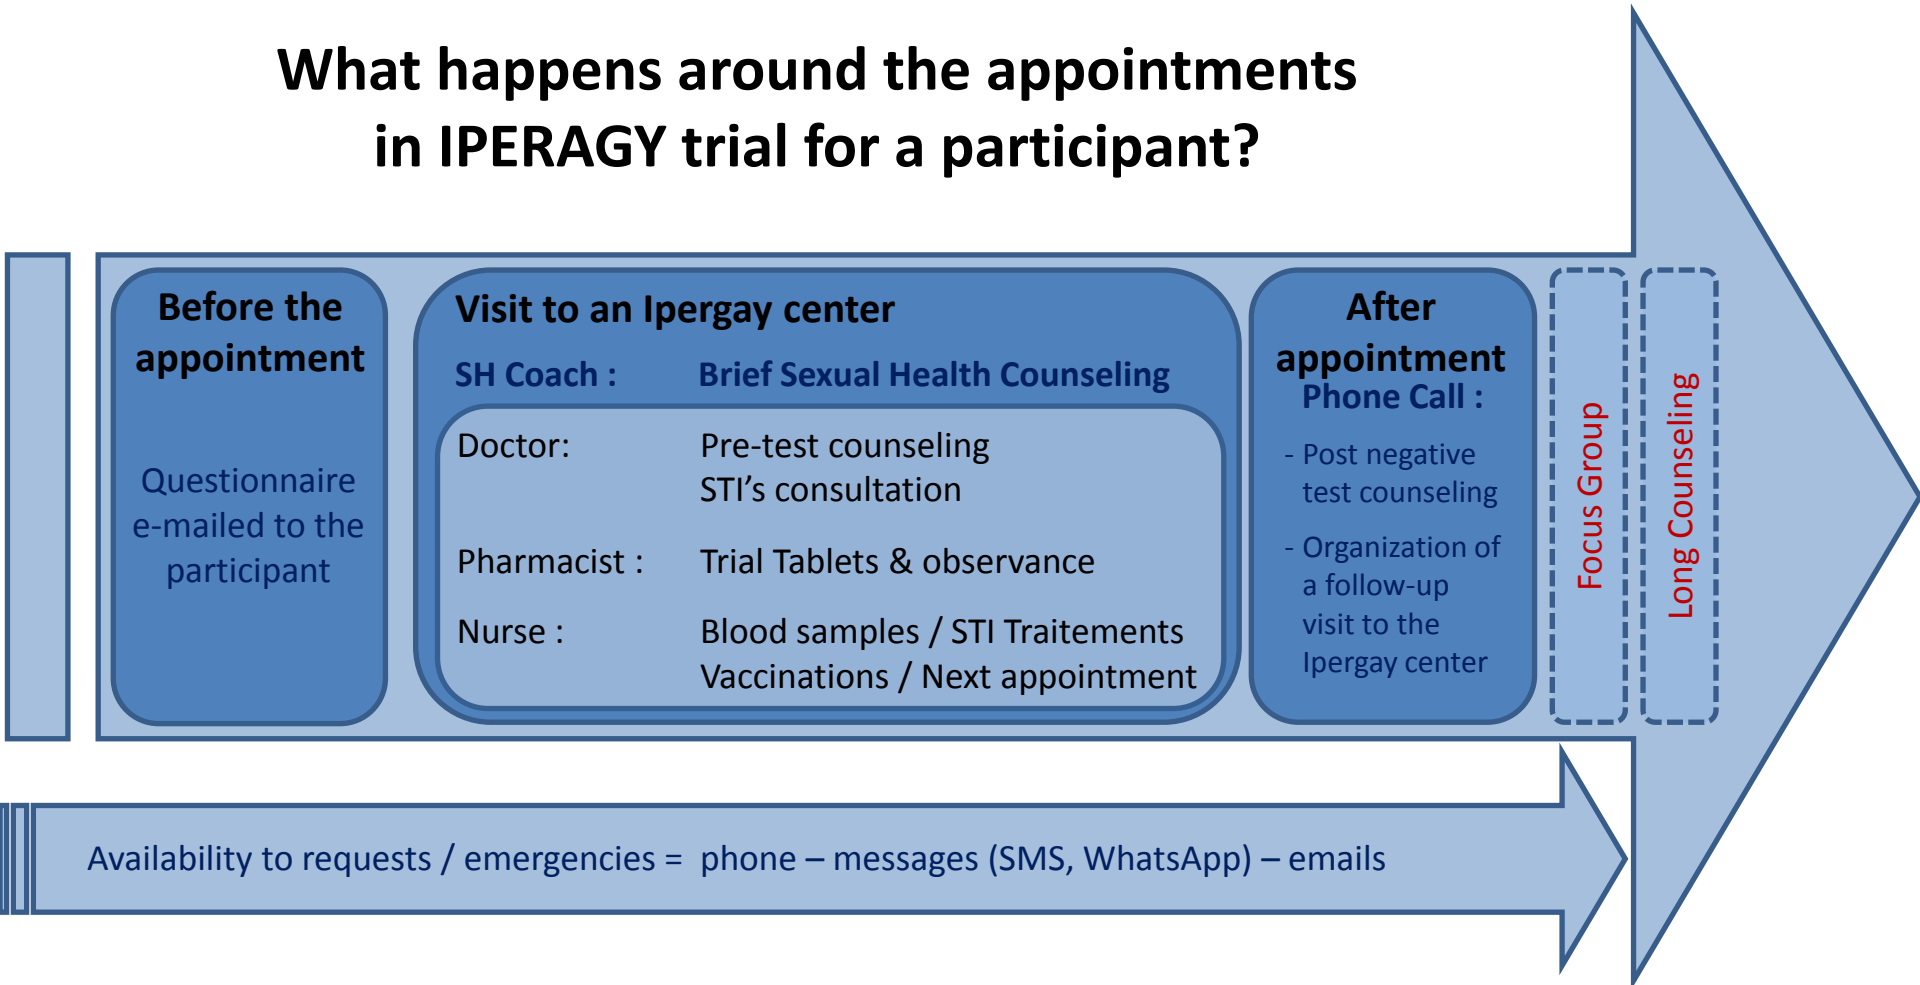 What happens around the appointments
in IPERAGY trial for a participant?
Before the
appointment
Questionnaire
e-mailed to the
participant
Visit to an Ipergay center
SH Coach : Brief Sexual Health Counseling
Doctor: Pre-test counseling
STI's consultation
Pharmacist : Trial Tablets & observance
Nurse : Blood samples / STI Traitements
Vaccinations / Next appointment
After
appointment
Phone Call :
- Post negative
test counseling
- Organization of
a follow-up
visit to the
Ipergay center
Focus Group
Long Counseling
Availability to requests / emergencies = phone – messages (SMS, WhatsApp) – emails